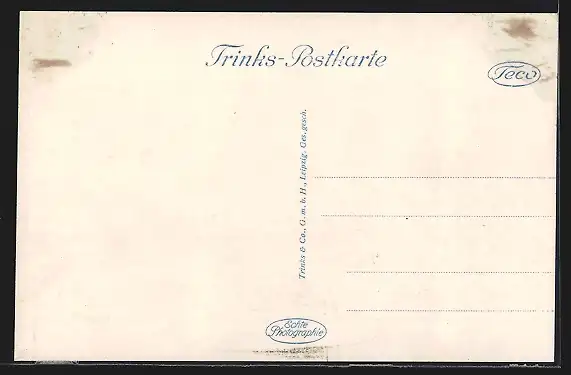 Trinks-Postkarte
Teco
Trinks & Co., G. m. b. H., Leipzig. Ges. gesch.
Echte
Photographie